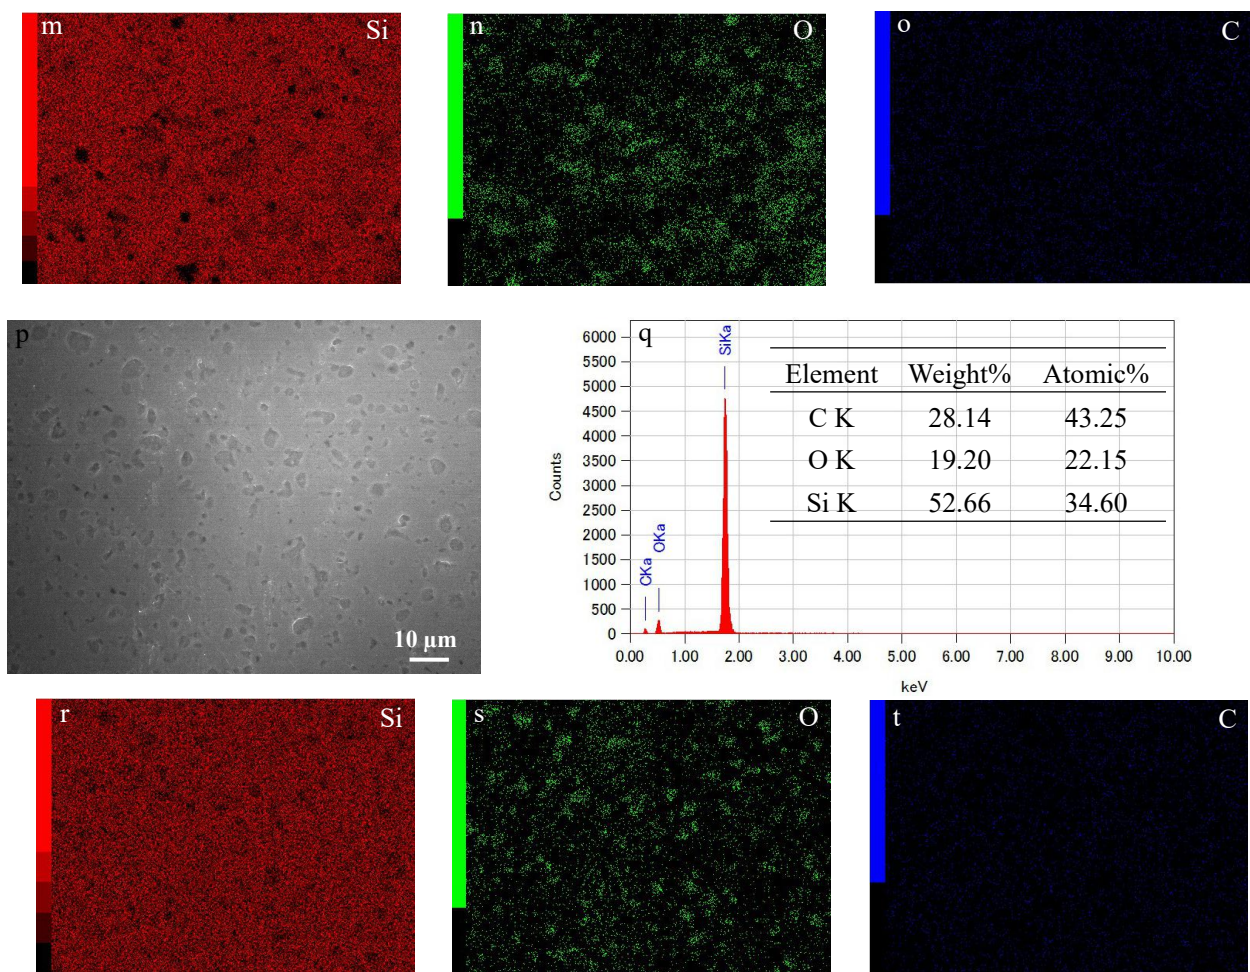 m Si
n O
o C
p
10 μm
q
6000
5500
5000
4500
4000
3500
3000
2500
2000
1500
1000
500
0
Counts
CKa
OKa
SiKa
Element Weight% Atomic%
C K 28.14 43.25
O K 19.20 22.15
Si K 52.66 34.60
0.00 1.00 2.00 3.00 4.00 5.00 6.00 7.00 8.00 9.00 10.00
keV
r Si
s O
t C